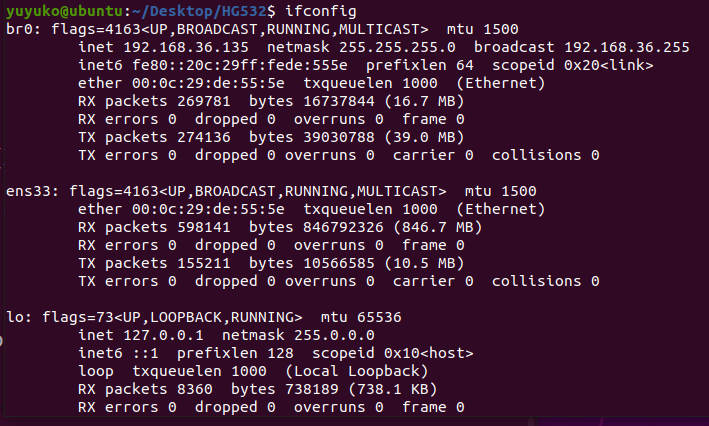 yuyuko@ubuntu:~/Desktop/HG532$ ifconfig
br0: flags=4163<UP,BROADCAST,RUNNING,MULTICAST>  mtu 1500
        inet 192.168.36.135  netmask 255.255.255.0  broadcast 192.168.36.255
        inet6 fe80::20c:29ff:fede:555e  prefixlen 64  scopeid 0x20<link>
        ether 00:0c:29:de:55:5e  txqueuelen 1000  (Ethernet)
        RX packets 269781  bytes 16737844 (16.7 MB)
        RX errors 0  dropped 0  overruns 0  frame 0
        TX packets 274136  bytes 39030788 (39.0 MB)
        TX errors 0  dropped 0 overruns 0  carrier 0  collisions 0

ens33: flags=4163<UP,BROADCAST,RUNNING,MULTICAST>  mtu 1500
        ether 00:0c:29:de:55:5e  txqueuelen 1000  (Ethernet)
        RX packets 598141  bytes 846792326 (846.7 MB)
        RX errors 0  dropped 0  overruns 0  frame 0
        TX packets 155211  bytes 10566585 (10.5 MB)
        TX errors 0  dropped 0 overruns 0  carrier 0  collisions 0

lo: flags=73<UP,LOOPBACK,RUNNING>  mtu 65536
        inet 127.0.0.1  netmask 255.0.0.0
        inet6 ::1  prefixlen 128  scopeid 0x10<host>
        loop  txqueuelen 1000  (Local Loopback)
        RX packets 8360  bytes 738189 (738.1 KB)
        RX errors 0  dropped 0  overruns 0  frame 0